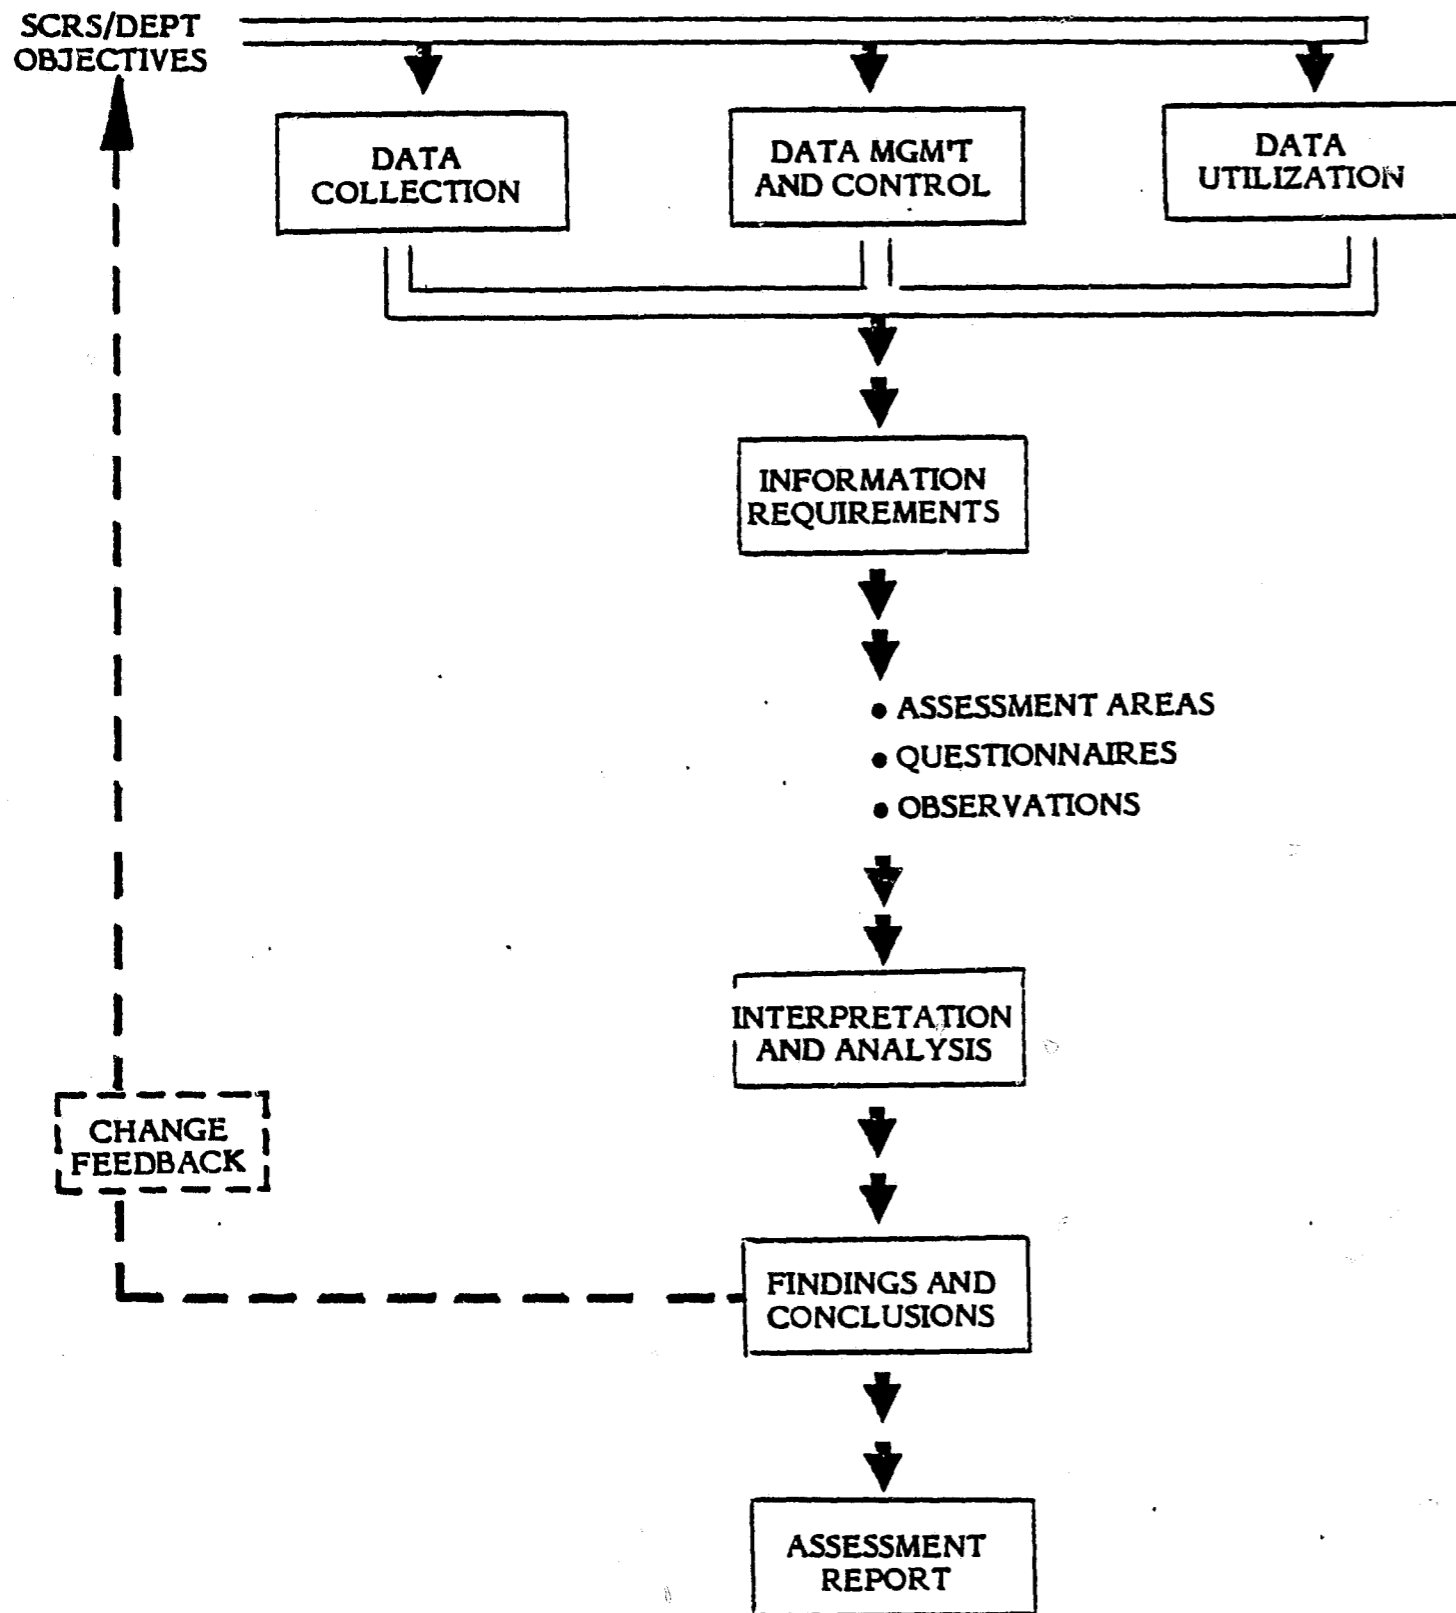 SCRS/DEPT
OBJECTIVES
DATA
COLLECTION
DATA MGM'T
AND CONTROL
DATA
UTILIZATION
INFORMATION
REQUIREMENTS
• ASSESSMENT AREAS
• QUESTIONNAIRES
• OBSERVATIONS
INTERPRETATION
AND ANALYSIS
CHANGE
FEEDBACK
FINDINGS AND
CONCLUSIONS
ASSESSMENT
REPORT